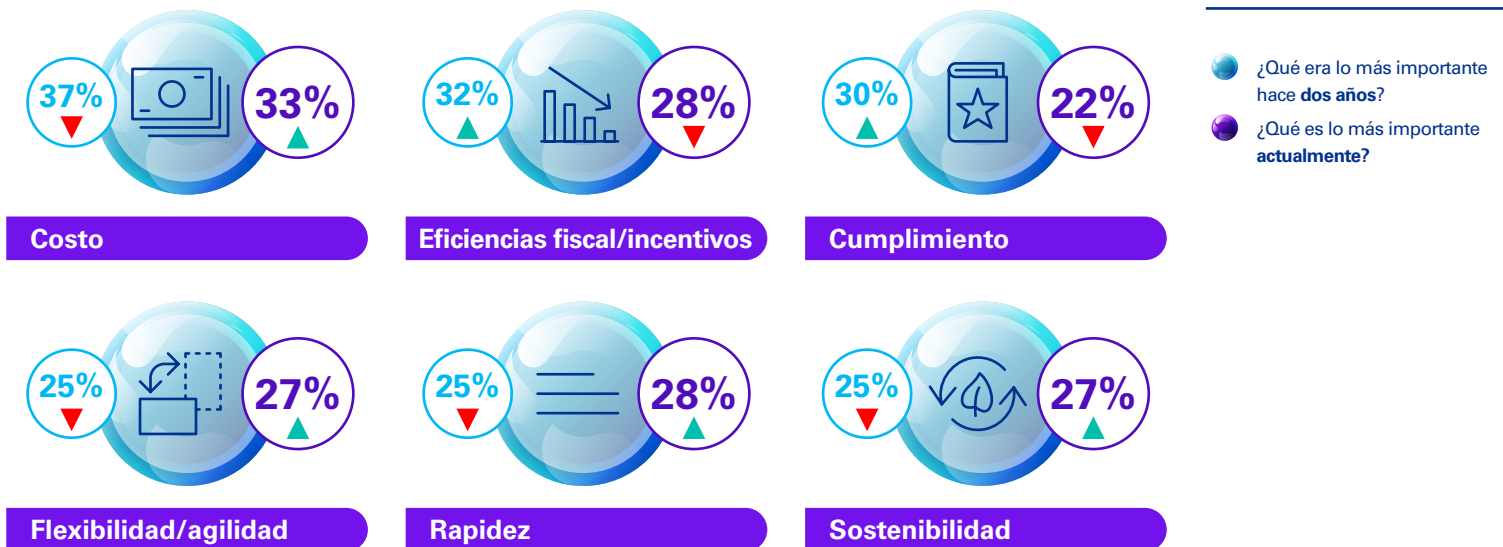 37%
33%
Costo
32%
28%
Eficiencias fiscal/incentivos
30%
22%
Cumplimiento
¿Qué era lo más importante
hace dos años?
¿Qué es lo más importante
actualmente?
25%
27%
Flexibilidad/agilidad
25%
28%
Rapidez
25%
27%
Sostenibilidad